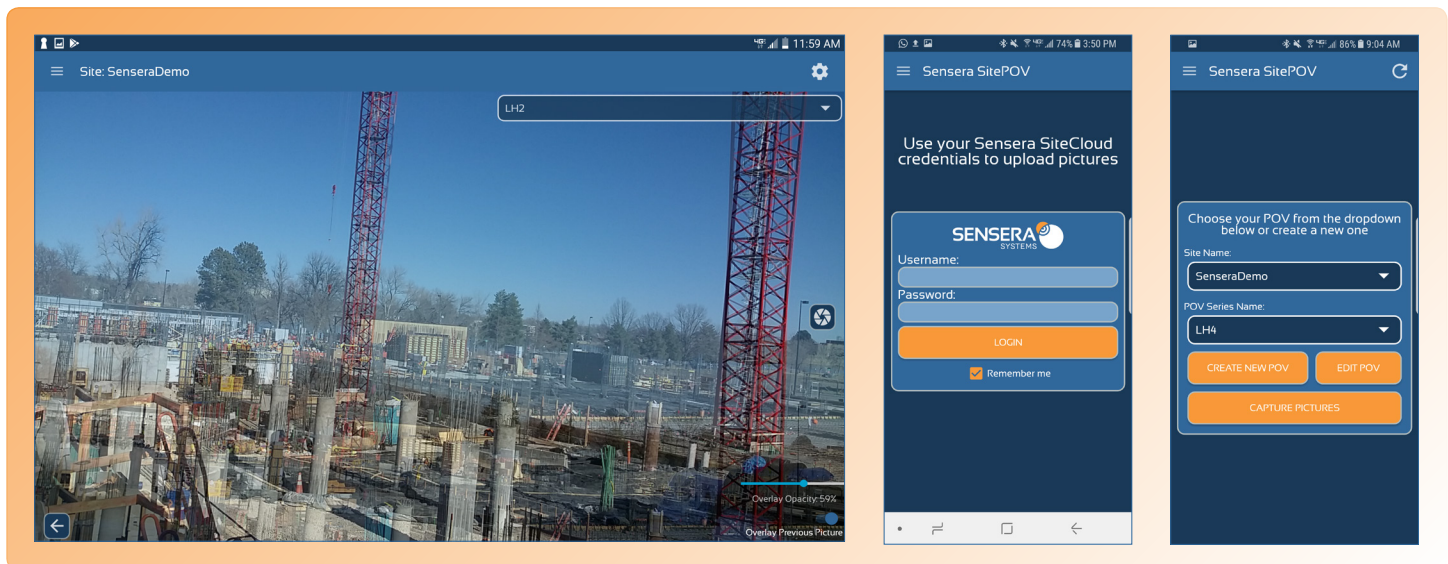 11:59 AM
Site: SenseraDemo
LH2
Overlay Opacity: 59%
Overlay Previous Picture
74% 3:50 PM
Sensera SitePOV
Use your Sensera SiteCloud
credentials to upload pictures
SENSERA
SYSTEMS
Username:
Password:
LOGIN
Remember me
86% 9:04 AM
Sensera SitePOV
Choose your POV from the dropdown
below or create a new one
Site Name:
SenseraDemo
POV Series Name:
LH4
CREATE NEW POV EDIT POV
CAPTURE PICTURES